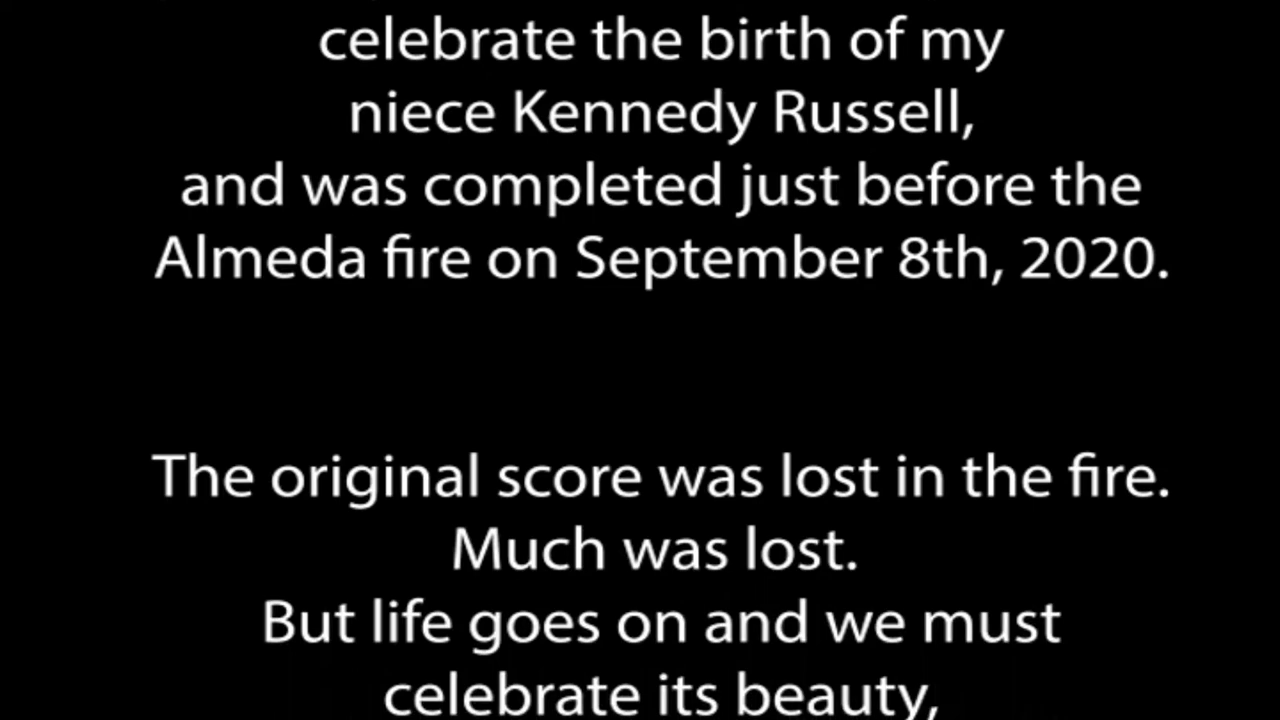 celebrate the birth of my
niece Kennedy Russell,
and was completed just before the
Almeda fire on September 8th, 2020.
The original score was lost in the fire.
Much was lost.
But life goes on and we must
celebrate its beauty,